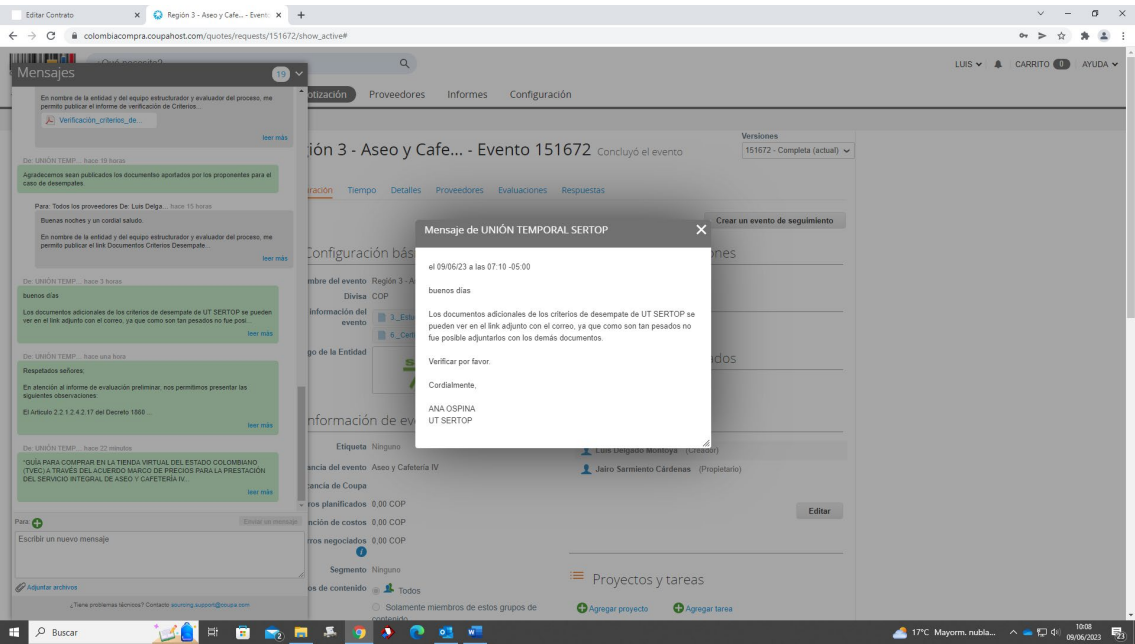 Editar Contrato
Región 3 - Aseo y Cafe... - Evento
colombiacompra.coupahost.com/quotes/requests/151672/show_active#
LUIS
CARRITO 0
AYUDA
Mensajes 19
otización Proveedores Informes Configuración
En nombre de la entidad y del equipo estructurador y evaluador del proceso, me
permito publicar el informe de verificación de Criterios...
Verificación_criterios_de...
leer más
De: UNIÓN TEMP... hace 18 horas
Agradecemos sean publicados los documentos aportados por los proponentes para el
caso de desempates.
Para: Todos los proveedores De: Luis Delga... hace 15 horas
Buenas noches y un cordial saludo.
En nombre de la entidad y del equipo estructurador y evaluador del proceso, me
permito publicar el link Documentos Criterios Desempate...
leer más
De: UNIÓN TEMP... hace 3 horas
buenos días
Los documentos adicionales de los criterios de desempate de UT SERTOP se pueden
ver en el link adjunto con el correo, ya que como son tan pesados no fue posi...
leer más
De: UNIÓN TEMP... hace una hora
Respetados señores:
En atención al informe de evaluación preliminar, nos permitimos presentar las
siguientes observaciones:
El Artículo 2.2.1.2.4.2.17 del Decreto 1860 ...
leer más
De: UNIÓN TEMP... hace 22 minutos
"GUÍA PARA COMPRAR EN LA TIENDA VIRTUAL DEL ESTADO COLOMBIANO
(TVEC) A TRAVÉS DEL ACUERDO MARCO DE PRECIOS PARA LA PRESTACIÓN
DEL SERVICIO INTEGRAL DE ASEO Y CAFETERÍA IV...
leer más
Para:
Enviar un mensaje
Escribir un nuevo mensaje
Adjuntar archivos
¿Tiene problemas técnicos? Contacto sourcing.support@coupa.com
ión 3 - Aseo y Cafe... - Evento 151672 Concluyó el evento
Versiones
151672 - Completa (actual)
ración Tiempo Detalles Proveedores Evaluaciones Respuestas
Crear un evento de seguimiento
Configuración bás
nes
mbre del evento Región 3 - A
Divisa COP
información del
evento
3._Estu
6._Certi
go de la Entidad
ados
Mensaje de UNIÓN TEMPORAL SERTOP
el 09/06/23 a las 07:10 -05:00
buenos días
Los documentos adicionales de los criterios de desempate de UT SERTOP se
pueden ver en el link adjunto con el correo, ya que como son tan pesados no
fue posible adjuntarlos con los demás documentos.
Verificar por favor.
Cordialmente,
ANA OSPINA
UT SERTOP
nformación de ev
Etiqueta Ninguno
ancia del evento Aseo y Cafetería IV
tancia de Coupa
ros planificados 0,00 COP
nción de costos 0,00 COP
rros negociados 0,00 COP
Segmento Ninguno
os de contenido Todos
Solamente miembros de estos grupos de
contenido
Luis Delgado Montoya (Creador)
Jairo Sarmiento Cárdenas (Propietario)
Editar
Proyectos y tareas
Agregar proyecto Agregar tarea
Buscar
17°C Mayorm. nubla...
10:08
09/06/2023